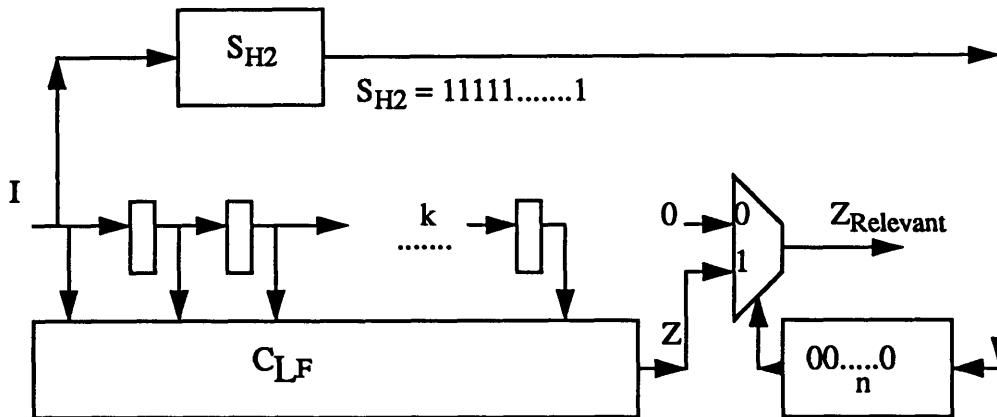 S_H2
S_H2 = 11111.......1
I
k
.......
0
0
1
Z_Relevant
Z
C_LF
00.....0
n